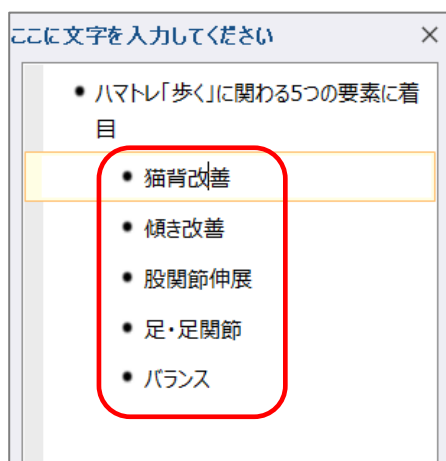 ここに文字を入力してください
● ハマトレ「歩く」に関わる5つの要素に着
目
● 猫背改善
● 傾き改善
● 股関節伸展
● 足・足関節
● バランス